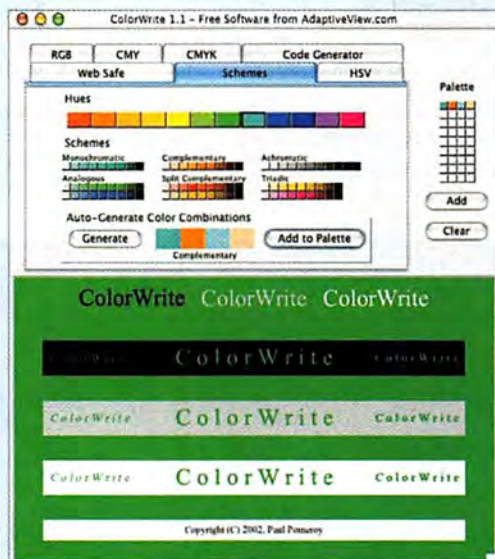 ColorWrite 1.1 – Free Software from AdaptiveView.com
RGB CMY CMYK Code Generator
Web Safe Schemes HSV
Palette
Hues
Schemes
Monochromatic Complementary Achromatic
Analogous Split Complementary Triadic
Add
Auto-Generate Color Combinations
Generate Add to Palette
Clear
Complementary
ColorWrite ColorWrite ColorWrite
ColorWrite ColorWrite ColorWrite
ColorWrite ColorWrite ColorWrite
ColorWrite ColorWrite ColorWrite
Copyright (C) 2002, Paul Pomeroy